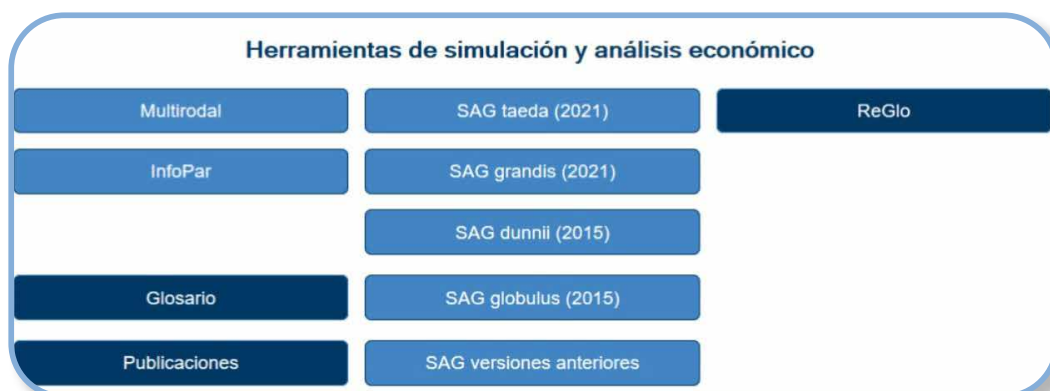 Herramientas de simulación y análisis económico
Multirodal
SAG taeda (2021)
ReGlo
InfoPar
SAG grandis (2021)
SAG dunnii (2015)
Glosario
SAG globulus (2015)
Publicaciones
SAG versiones anteriores